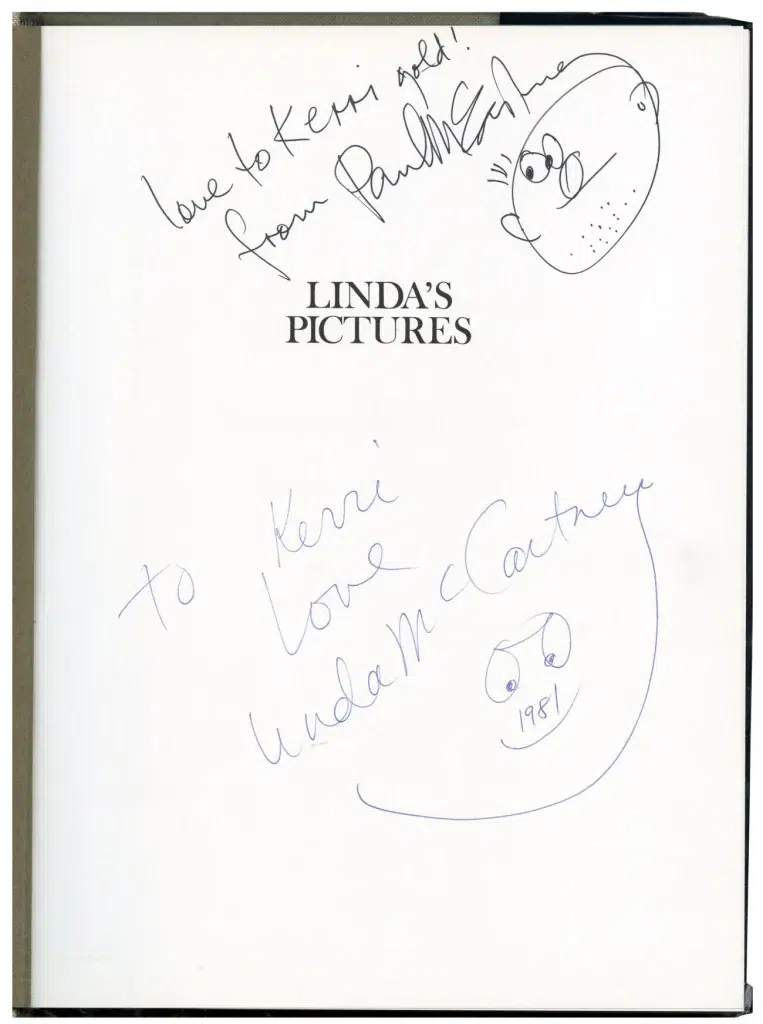 love to Kerri gold!
from Paul McCartney
LINDA'S
PICTURES
To Kerri
Love
Linda McCartney
1981